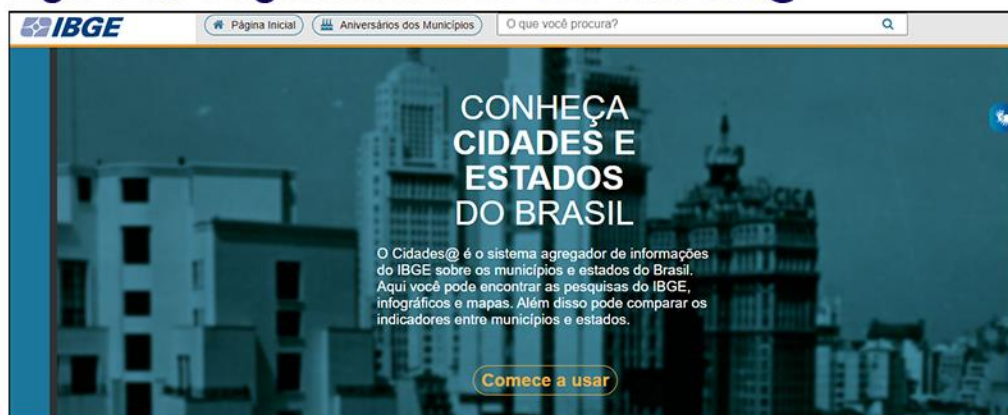 IBGE
Página Inicial
Aniversários dos Municípios
O que você procura?
CONHEÇA
CIDADES E
ESTADOS
DO BRASIL
O Cidades@ é o sistema agregador de informações
do IBGE sobre os municípios e estados do Brasil.
Aqui você pode encontrar as pesquisas do IBGE,
infográficos e mapas. Além disso pode comparar os
indicadores entre municípios e estados.
Comece a usar